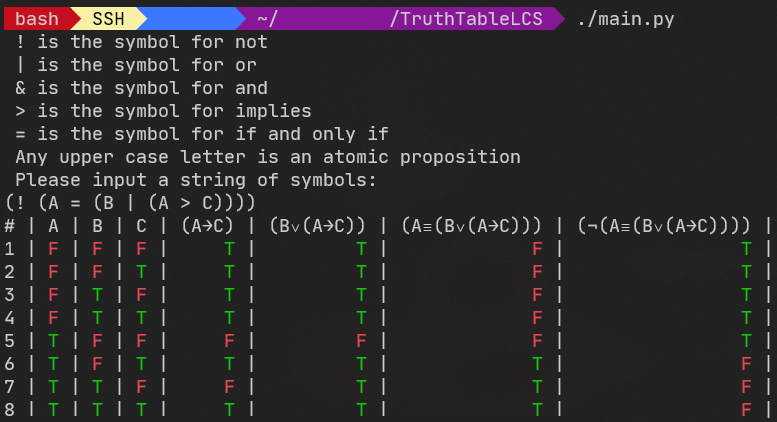 bash SSH ~/ /TruthTableLCS ./main.py
! is the symbol for not
| is the symbol for or
& is the symbol for and
> is the symbol for implies
= is the symbol for if and only if
Any upper case letter is an atomic proposition
Please input a string of symbols:
(! (A = (B | (A > C))))
# | A | B | C | (A→C) | (B∨(A→C)) | (A≡(B∨(A→C))) | (¬(A≡(B∨(A→C)))) |
1 | F | F | F | T | T | F | T |
2 | F | F | T | T | T | F | T |
3 | F | T | F | T | T | F | T |
4 | F | T | T | T | T | F | T |
5 | T | F | F | F | F | F | T |
6 | T | F | T | T | T | T | F |
7 | T | T | F | F | T | T | F |
8 | T | T | T | T | T | T | F |